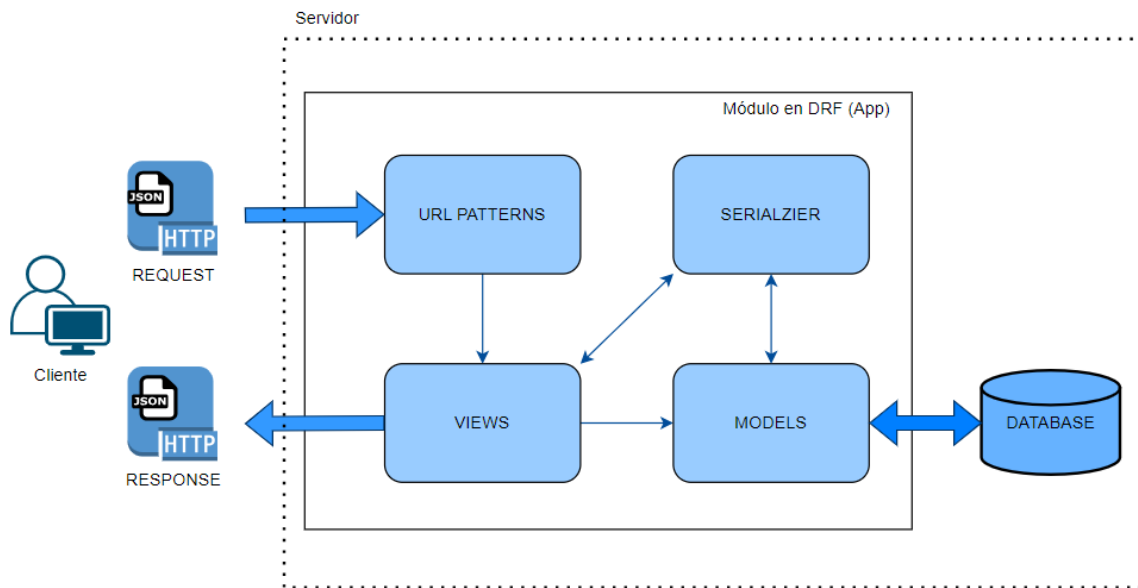 Servidor
Módulo en DRF (App)
JSON
HTTP
REQUEST
URL PATTERNS
SERIALZIER
Cliente
JSON
HTTP
RESPONSE
VIEWS
MODELS
DATABASE